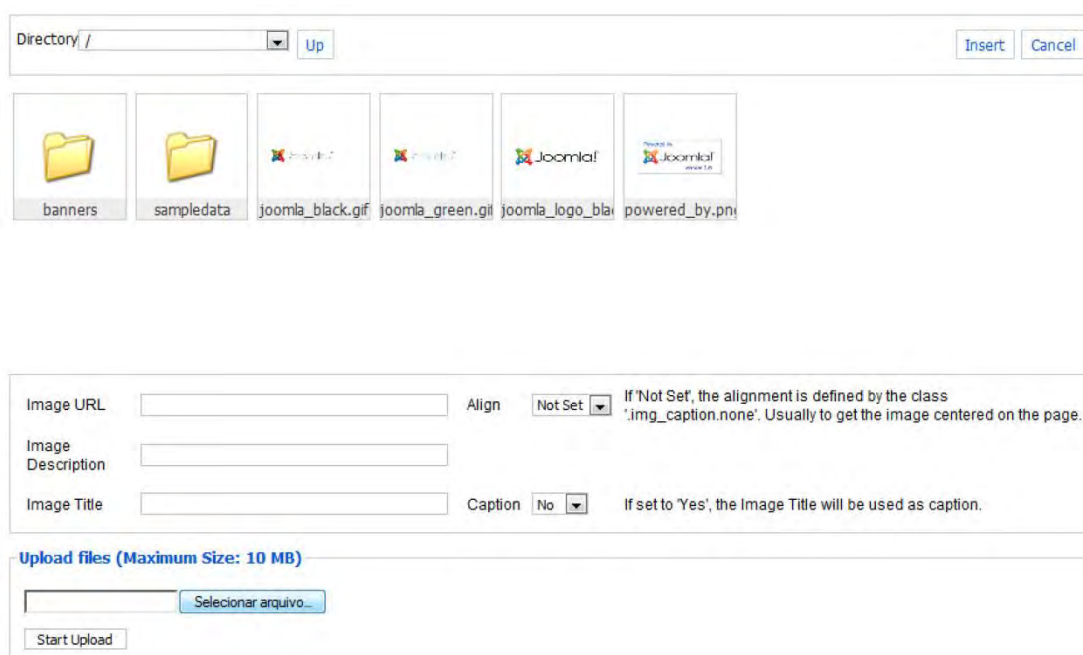 Directory / Up Insert Cancel
banners sampledata joomla_black.gif joomla_green.gif joomla_logo_bla powered_by.pn
Joomla!
Powered by
Joomla!
Image URL Align Not Set If 'Not Set', the alignment is defined by the class
'.img_caption.none'. Usually to get the image centered on the page.
Image
Description
Image Title Caption No If set to 'Yes', the Image Title will be used as caption.
Upload files (Maximum Size: 10 MB)
Selecionar arquivo...
Start Upload